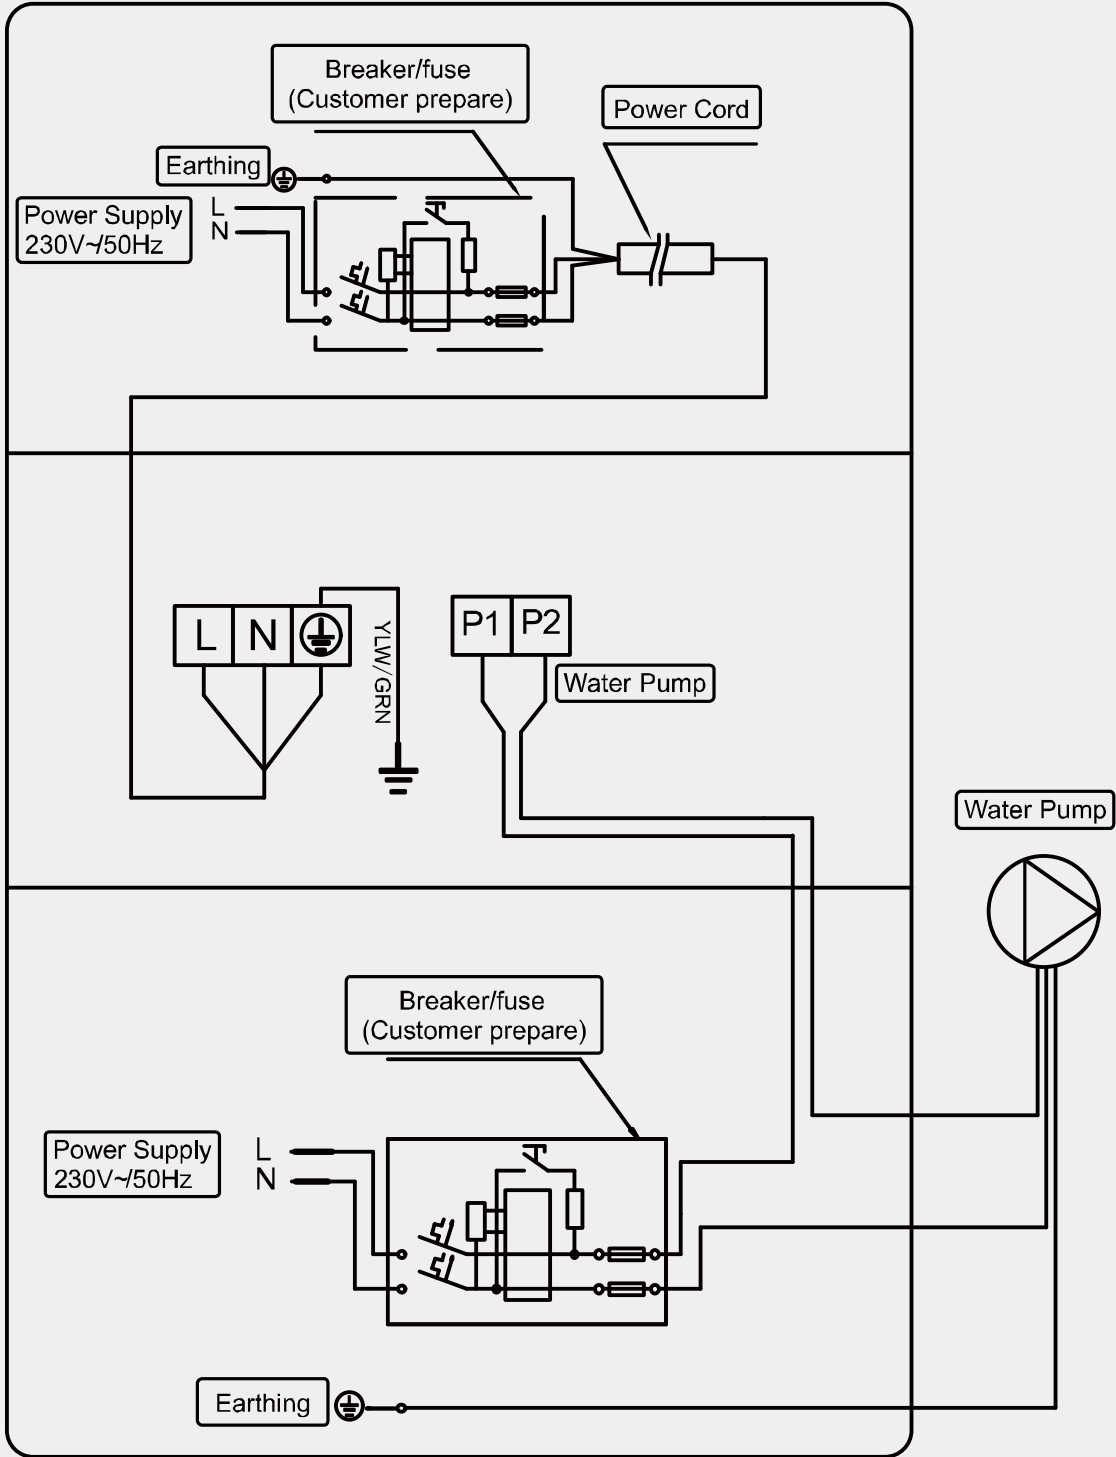 Breaker/fuse
(Customer prepare)
Power Cord
Earthing
Power Supply
230V~/50Hz
L
N
L N
YLW/GRN
P1 P2
Water Pump
Water Pump
Breaker/fuse
(Customer prepare)
Power Supply
230V~/50Hz
L
N
Earthing